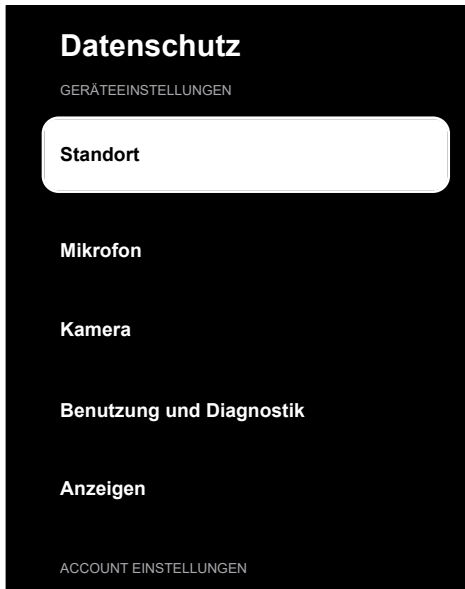 Datenschutz
GERÄTEEINSTELLUNGEN
Standort
Mikrofon
Kamera
Benutzung und Diagnostik
Anzeigen
ACCOUNT EINSTELLUNGEN